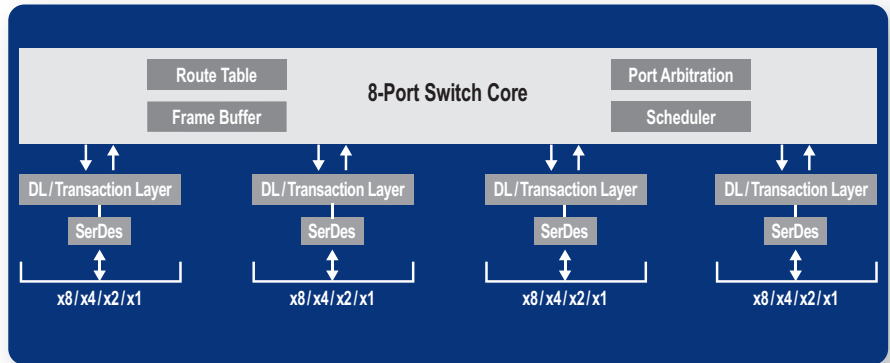 Route Table
Port Arbitration
8-Port Switch Core
Frame Buffer
Scheduler
DL/Transaction Layer
DL/Transaction Layer
DL/Transaction Layer
DL/Transaction Layer
SerDes
SerDes
SerDes
SerDes
x8/x4/x2/x1
x8/x4/x2/x1
x8/x4/x2/x1
x8/x4/x2/x1